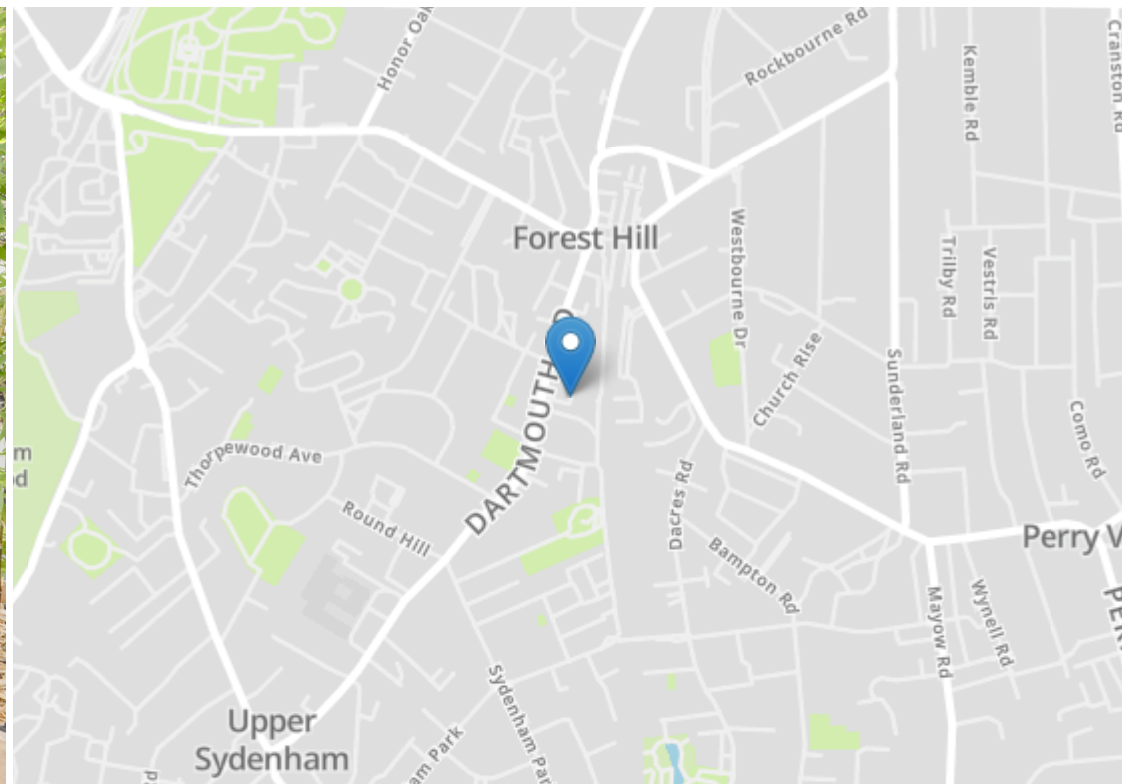 Honor Oak
Rockbourne Rd
Kemble Rd
Cranston Rd
Forest Hill
Westbourne Dr
Trilby Rd
Vestris Rd
Church Rise
Sunderland Rd
Como Rd
Thorpewood Ave
DARTMOUTH
Round Hill
Dacres Rd
Bampton Rd
Perry V
Mayow Rd
Wynell Rd
Upper
Sydenham
Sydenham Par
am Park